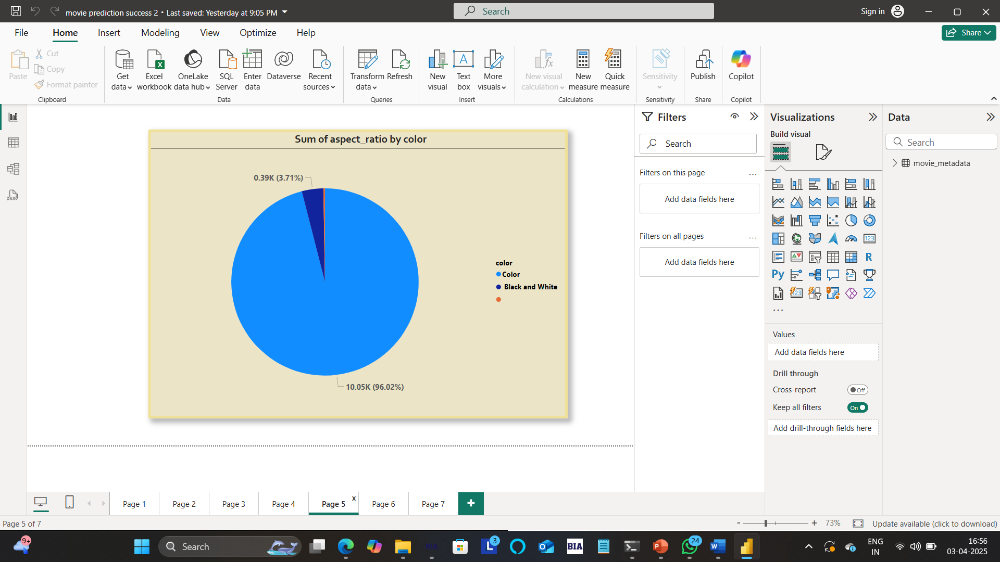 movie prediction success 2 • Last saved: Yesterday at 9:05 PM
Search
Sign in
File
Home
Insert
Modeling
View
Optimize
Help
Share
Paste
Cut
Copy
Format painter
Clipboard
Get data
Excel workbook
OneLake data hub
SQL Server
Enter data
Dataverse
Recent sources
Data
Transform data
Refresh
Queries
New visual
A
Text box
More visuals
Insert
New visual calculation
New measure
Quick measure
Calculations
Sensitivity
Sensitivity
Publish
Share
Copilot
Copilot
DAX
Sum of aspect_ratio by color
0.39K (3.71%)
10.05K (96.02%)
color
Color
Black and White
Filters
Search
Filters on this page
...
Add data fields here
Filters on all pages
...
Add data fields here
Visualizations
Build visual
123
R
Py
123
...
Values
Add data fields here
Drill through
Cross-report
Off
Keep all filters
On
Add drill-through fields here
Data
Search
movie_metadata
Page 1
Page 2
Page 3
Page 4
Page 5
x
Page 6
Page 7
+
Page 5 of 7
- + 73%
Update available (click to download)
9+
Search
BIA
L
3
BIA
P
24
W
ENG
IN
16:56
03-04-2025